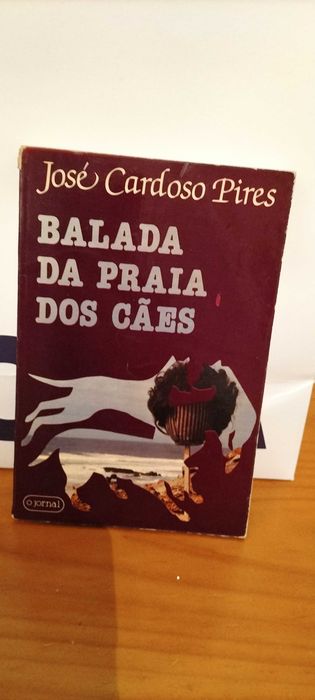 José Cardoso Pires
BALADA
DA PRAIA
DOS CÃES
o jornal